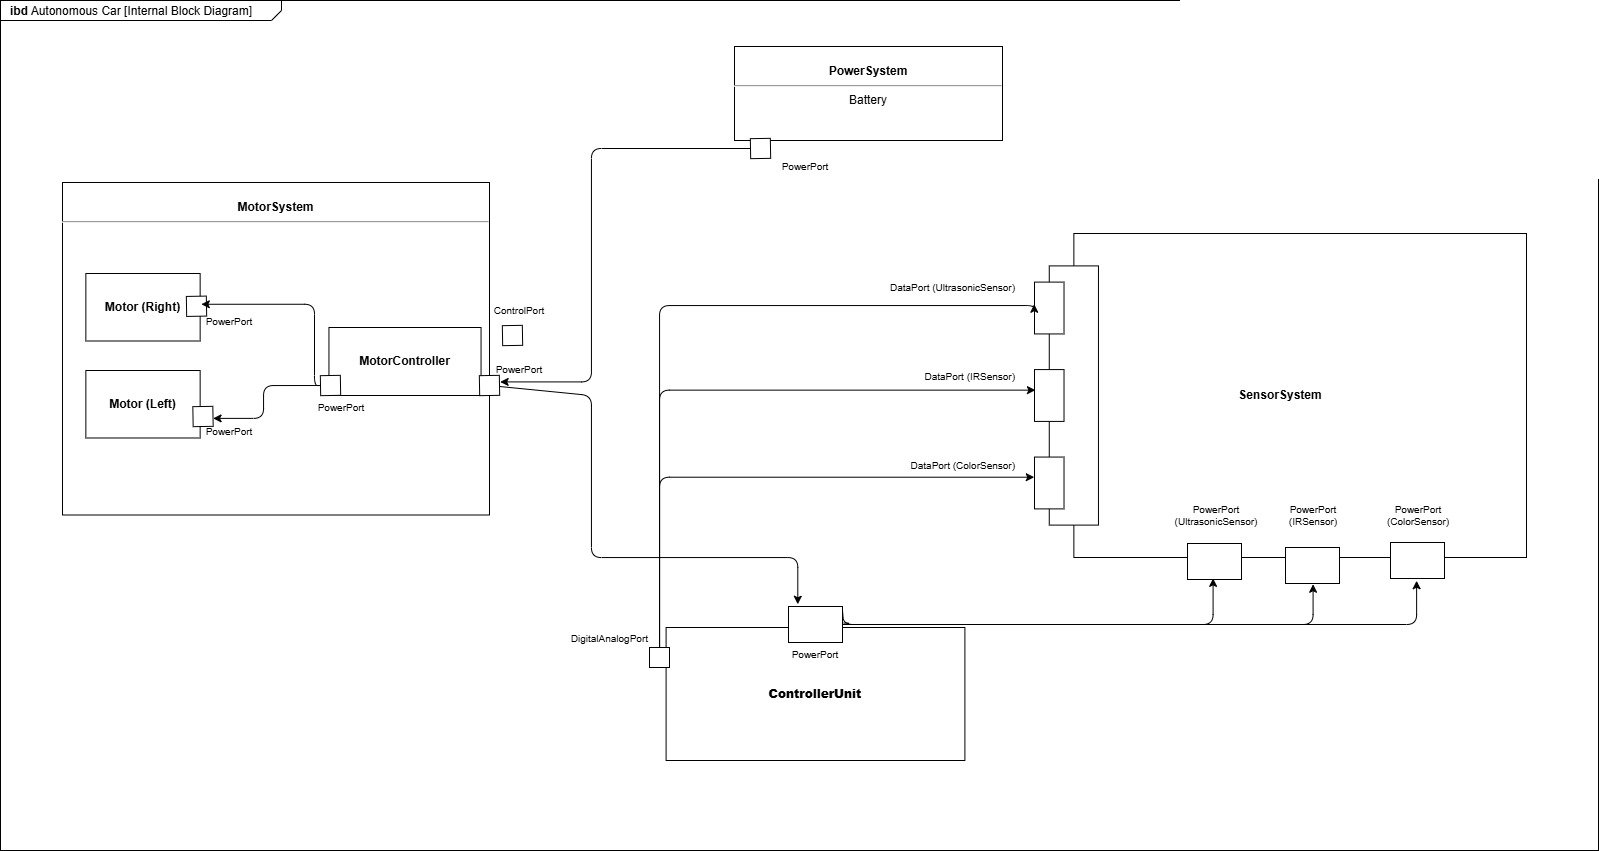 ibd Autonomous Car [Internal Block Diagram]
PowerSystem
Battery
PowerPort
MotorSystem
Motor (Right)
PowerPort
ControlPort
MotorController
PowerPort
Motor (Left)
PowerPort
PowerPort
DataPort (UltrasonicSensor)
DataPort (IRSensor)
DataPort (ColorSensor)
SensorSystem
PowerPort
(UltrasonicSensor)
PowerPort
(IRSensor)
PowerPort
(ColorSensor)
DigitalAnalogPort
PowerPort
ControllerUnit